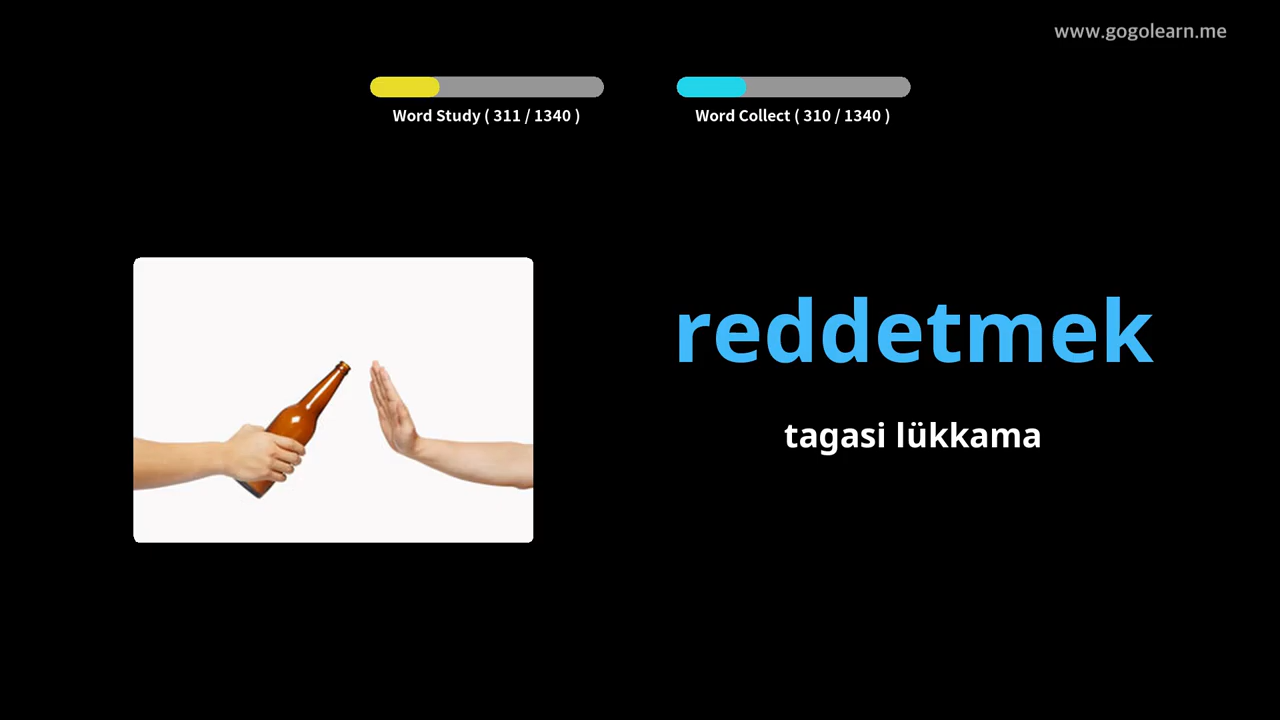 www.gogolearn.me
Word Study ( 311 / 1340 )
Word Collect ( 310 / 1340 )
reddetmek
tagasi lükkama